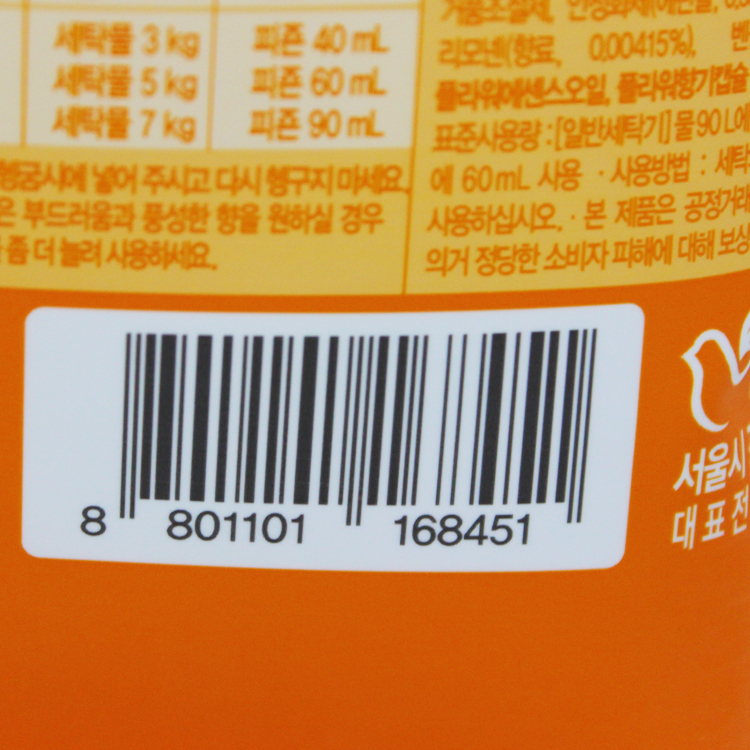 세탁물 3 kg 피죤 40 mL
세탁물 5 kg 피죤 60 mL
세탁물 7 kg 피죤 90 mL
헹굼시에 넣어 주시고 다시 헹구지 마세요.
은 부드러움과 풍성한 향을 원하실 경우
좀 더 늘려 사용하세요.
리모넨(향료, 0.00415%), 벤
플라워에센스오일, 플라워향기캡슐
표준사용량 : [일반세탁기] 물 90 L에
에 60 mL 사용 · 사용방법 : 세탁
사용하십시오. · 본 제품은 공정거래
의거 정당한 소비자 피해에 대해 보상
8 801101 168451
서울시
대표전